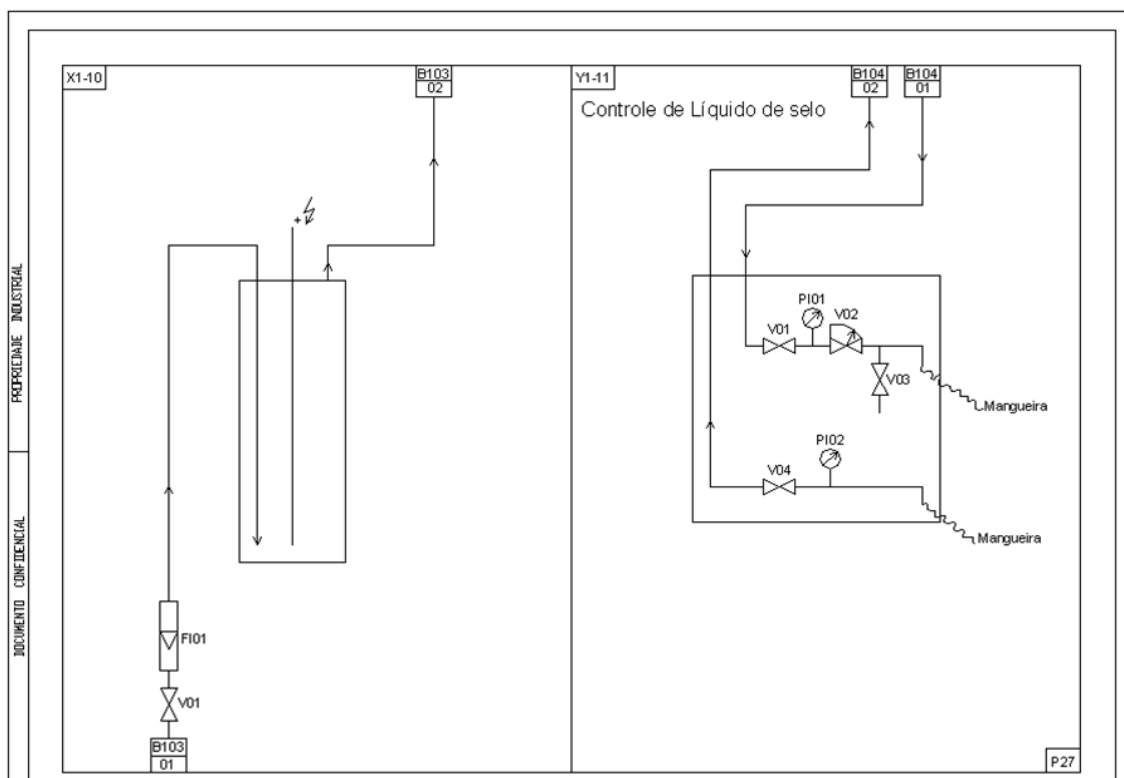 X1-10
B103
02
FI01
V01
B103
01
Y1-11
B104
02
B104
01
Controle de Líquido de selo
PI01
V02
V01
V03
Mangueira
PI02
V04
Mangueira
P27
PROPRIEDADE INDUSTRIAL
DOCUMENTO CONFIDENCIAL